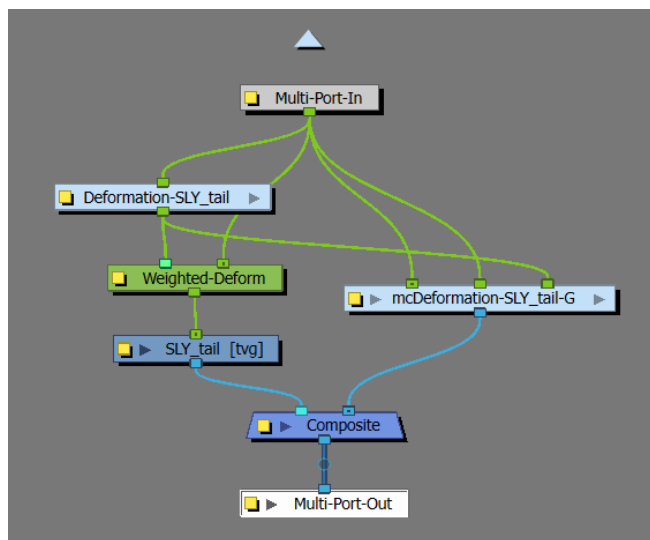 Multi-Port-In
Deformation-SLY_tail
Weighted-Deform
mcDeformation-SLY_tail-G
SLY_tail [tvg]
Composite
Multi-Port-Out